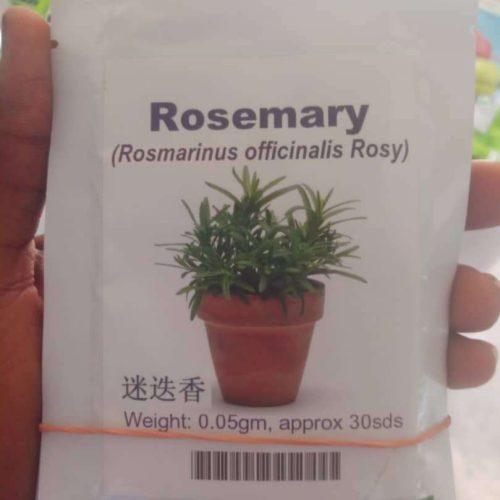 Rosemary
(Rosmarinus officinalis Rosy)
迷迭香
Weight: 0.05gm, approx 30sds